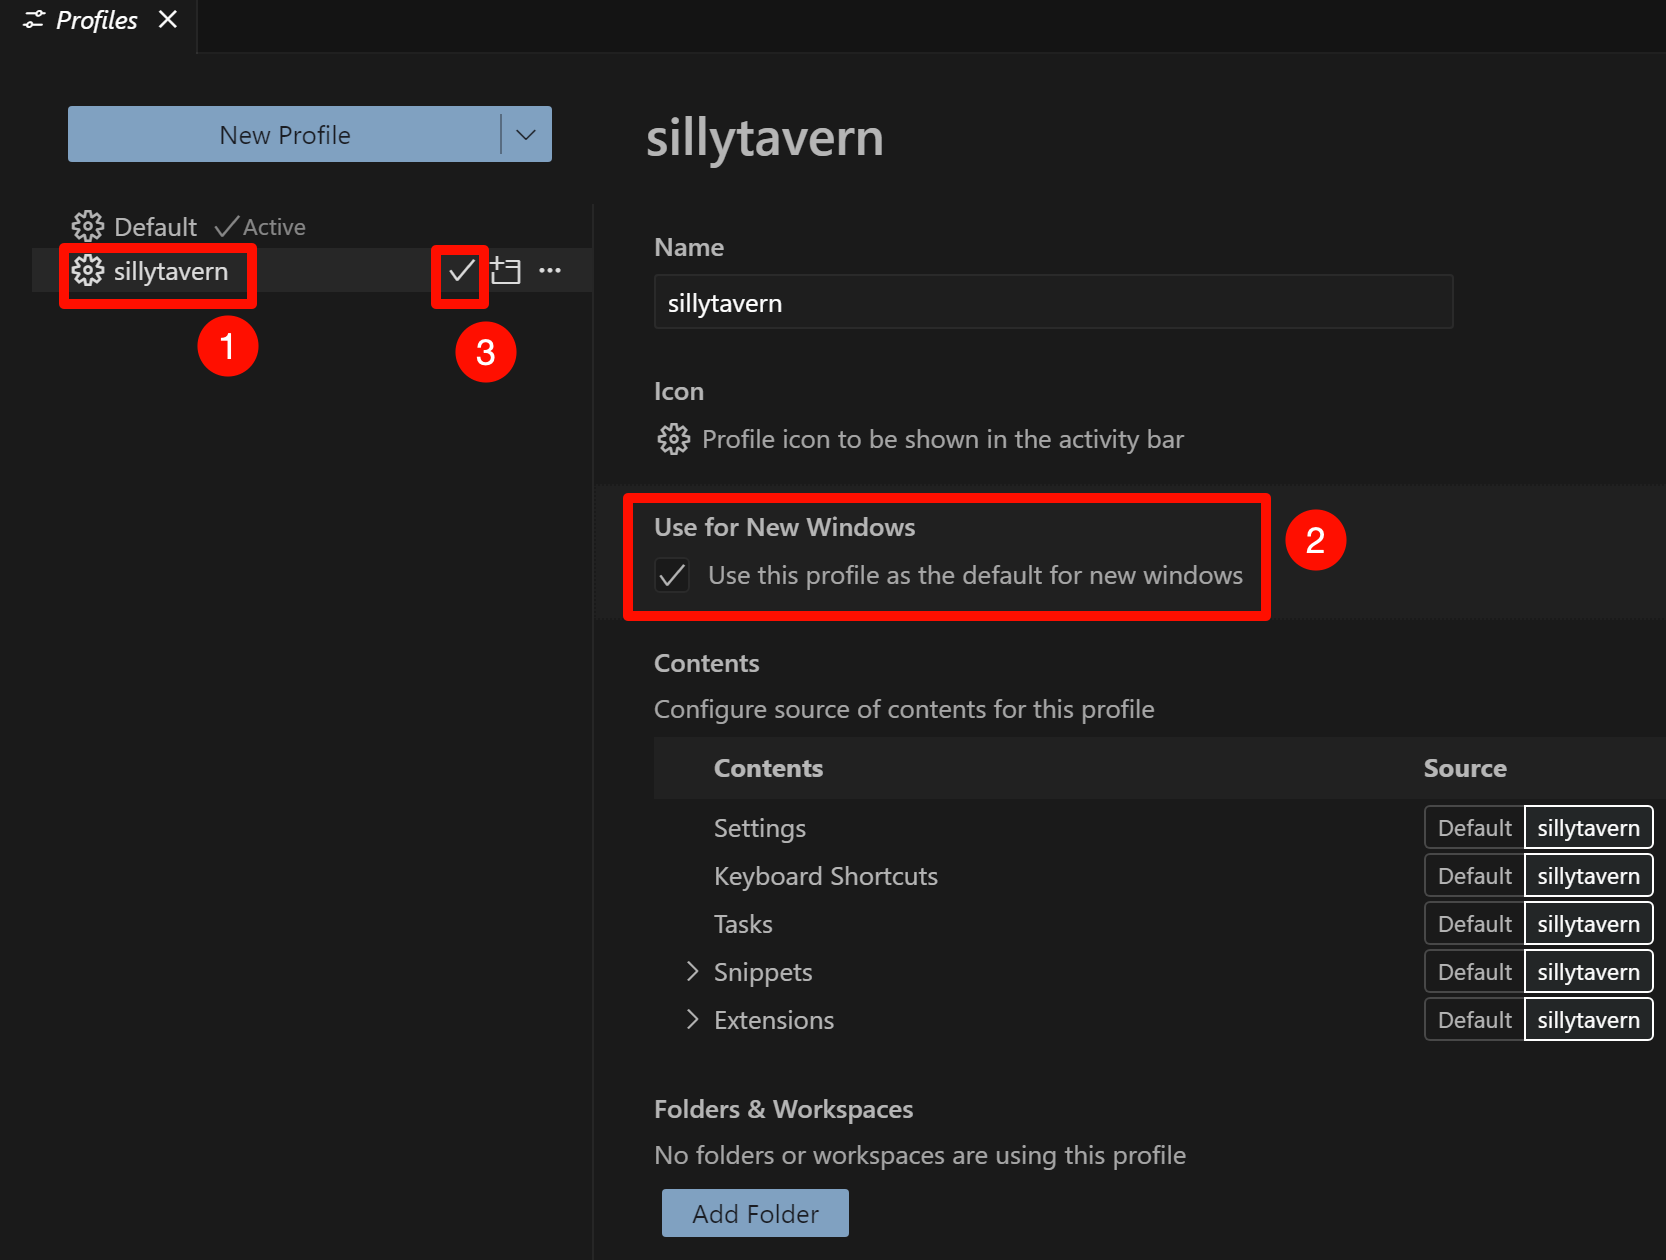 Profiles
New Profile
Default Active
sillytavern
1
3
sillytavern
Name
sillytavern
Icon
Profile icon to be shown in the activity bar
Use for New Windows
Use this profile as the default for new windows
2
Contents
Configure source of contents for this profile
Contents Source
Settings Default sillytavern
Keyboard Shortcuts Default sillytavern
Tasks Default sillytavern
Snippets Default sillytavern
Extensions Default sillytavern
Folders & Workspaces
No folders or workspaces are using this profile
Add Folder